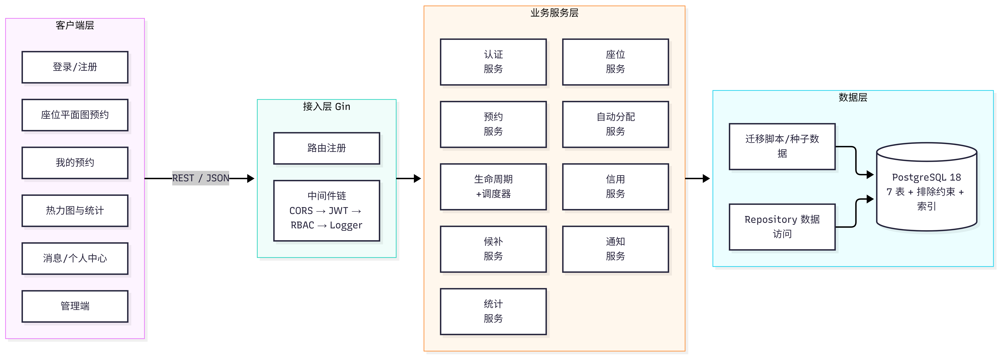 客户端层
登录/注册
座位平面图预约
我的预约
热力图与统计
消息/个人中心
管理端
REST / JSON
接入层 Gin
路由注册
中间件链
CORS → JWT →
RBAC → Logger
业务服务层
认证
服务
座位
服务
预约
服务
自动分配
服务
生命周期
+调度器
信用
服务
候补
服务
通知
服务
统计
服务
数据层
迁移脚本/种子数
据
Repository 数据
访问
PostgreSQL 18
7 表 + 排除约束 +
索引